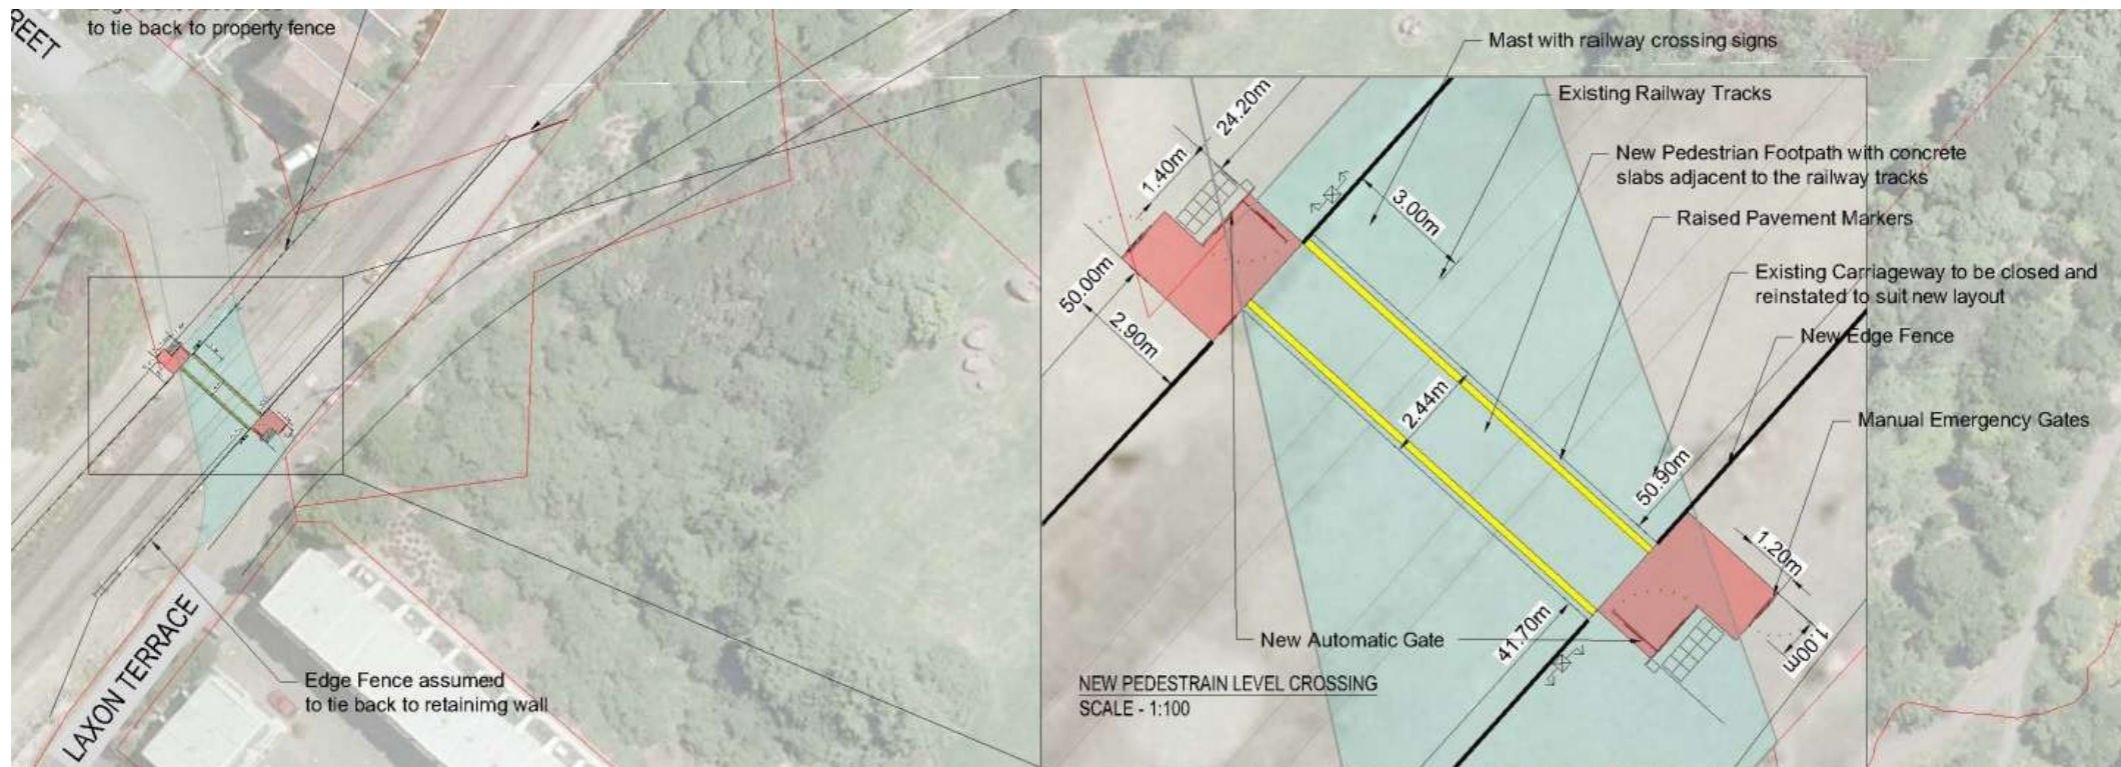 to tie back to property fence
REET
Mast with railway crossing signs
Existing Railway Tracks
New Pedestrian Footpath with concrete
slabs adjacent to the railway tracks
Raised Pavement Markers
Existing Carriageway to be closed and
reinstated to suit new layout
New Edge Fence
Manual Emergency Gates
24.20m
1.40m
3.00m
50.00m
2.90m
2.44m
50.90m
1.20m
1.00m
41.70m
New Automatic Gate
NEW PEDESTRAIN LEVEL CROSSING
SCALE - 1:100
Edge Fence assumed
to tie back to retainimg wall
LAXON TERRACE